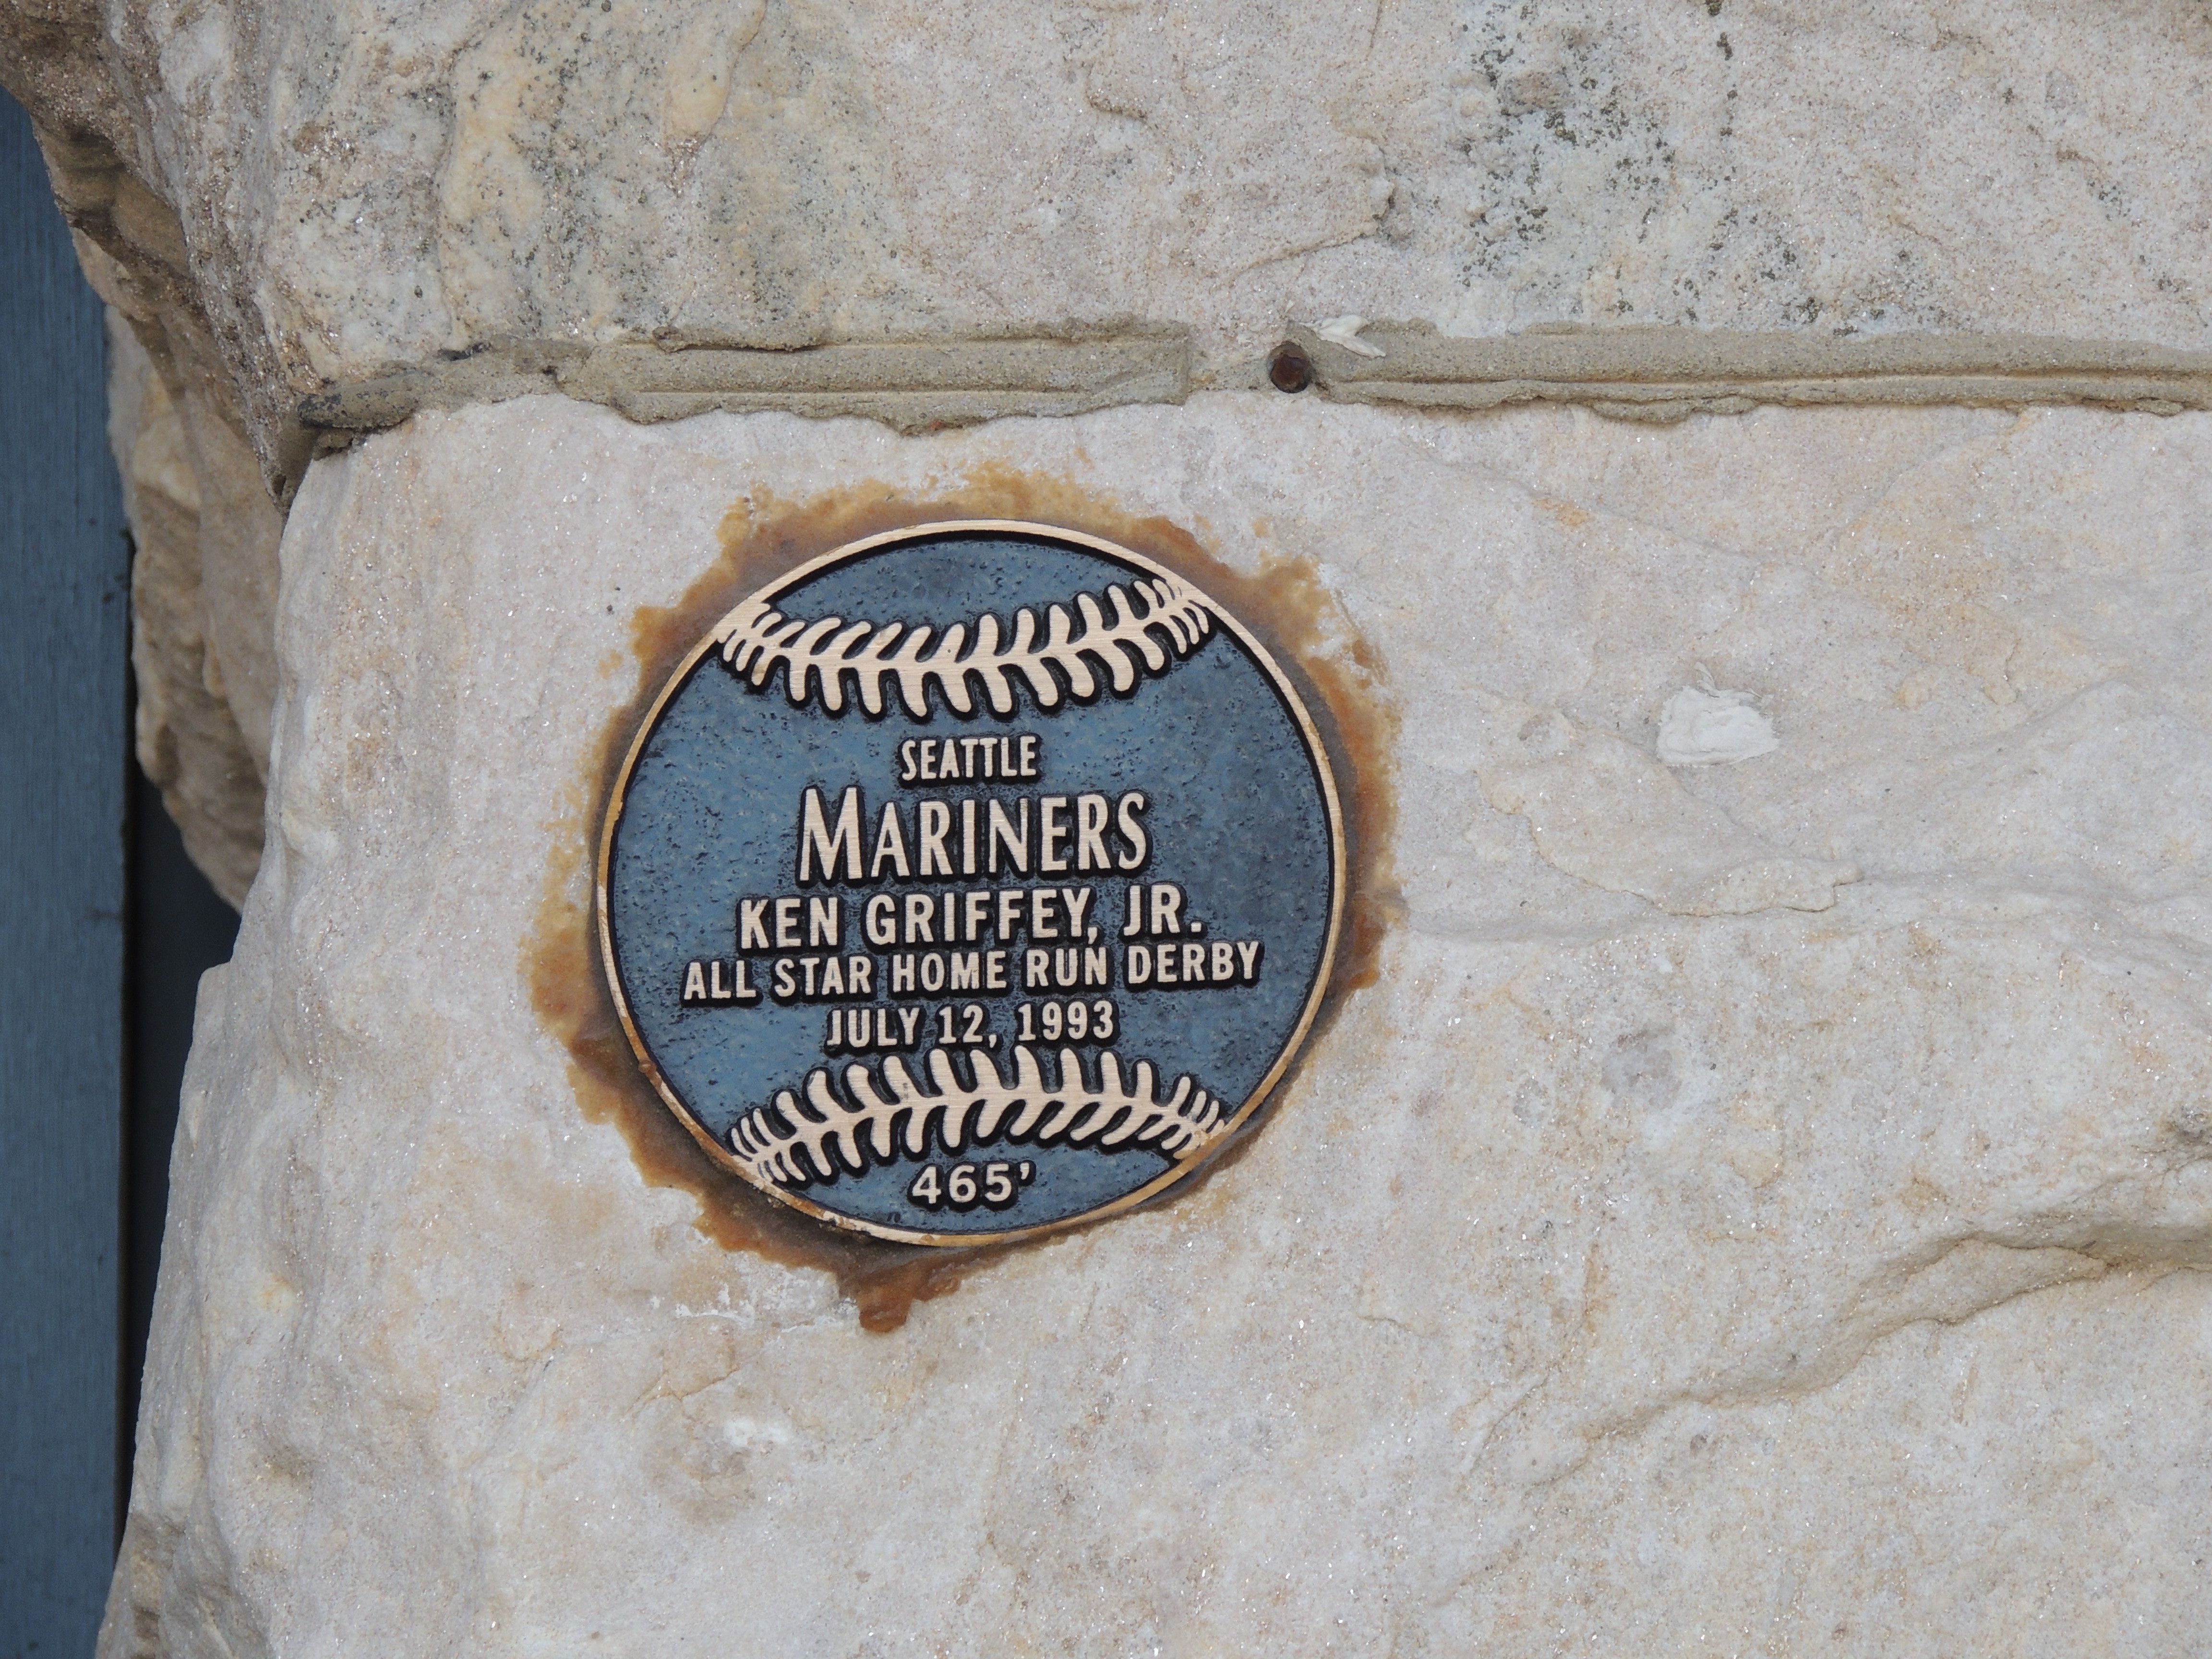 SEATTLE
MARINERS
KEN GRIFFEY, JR.
ALL STAR HOME RUN DERBY
JULY 12, 1993
465'